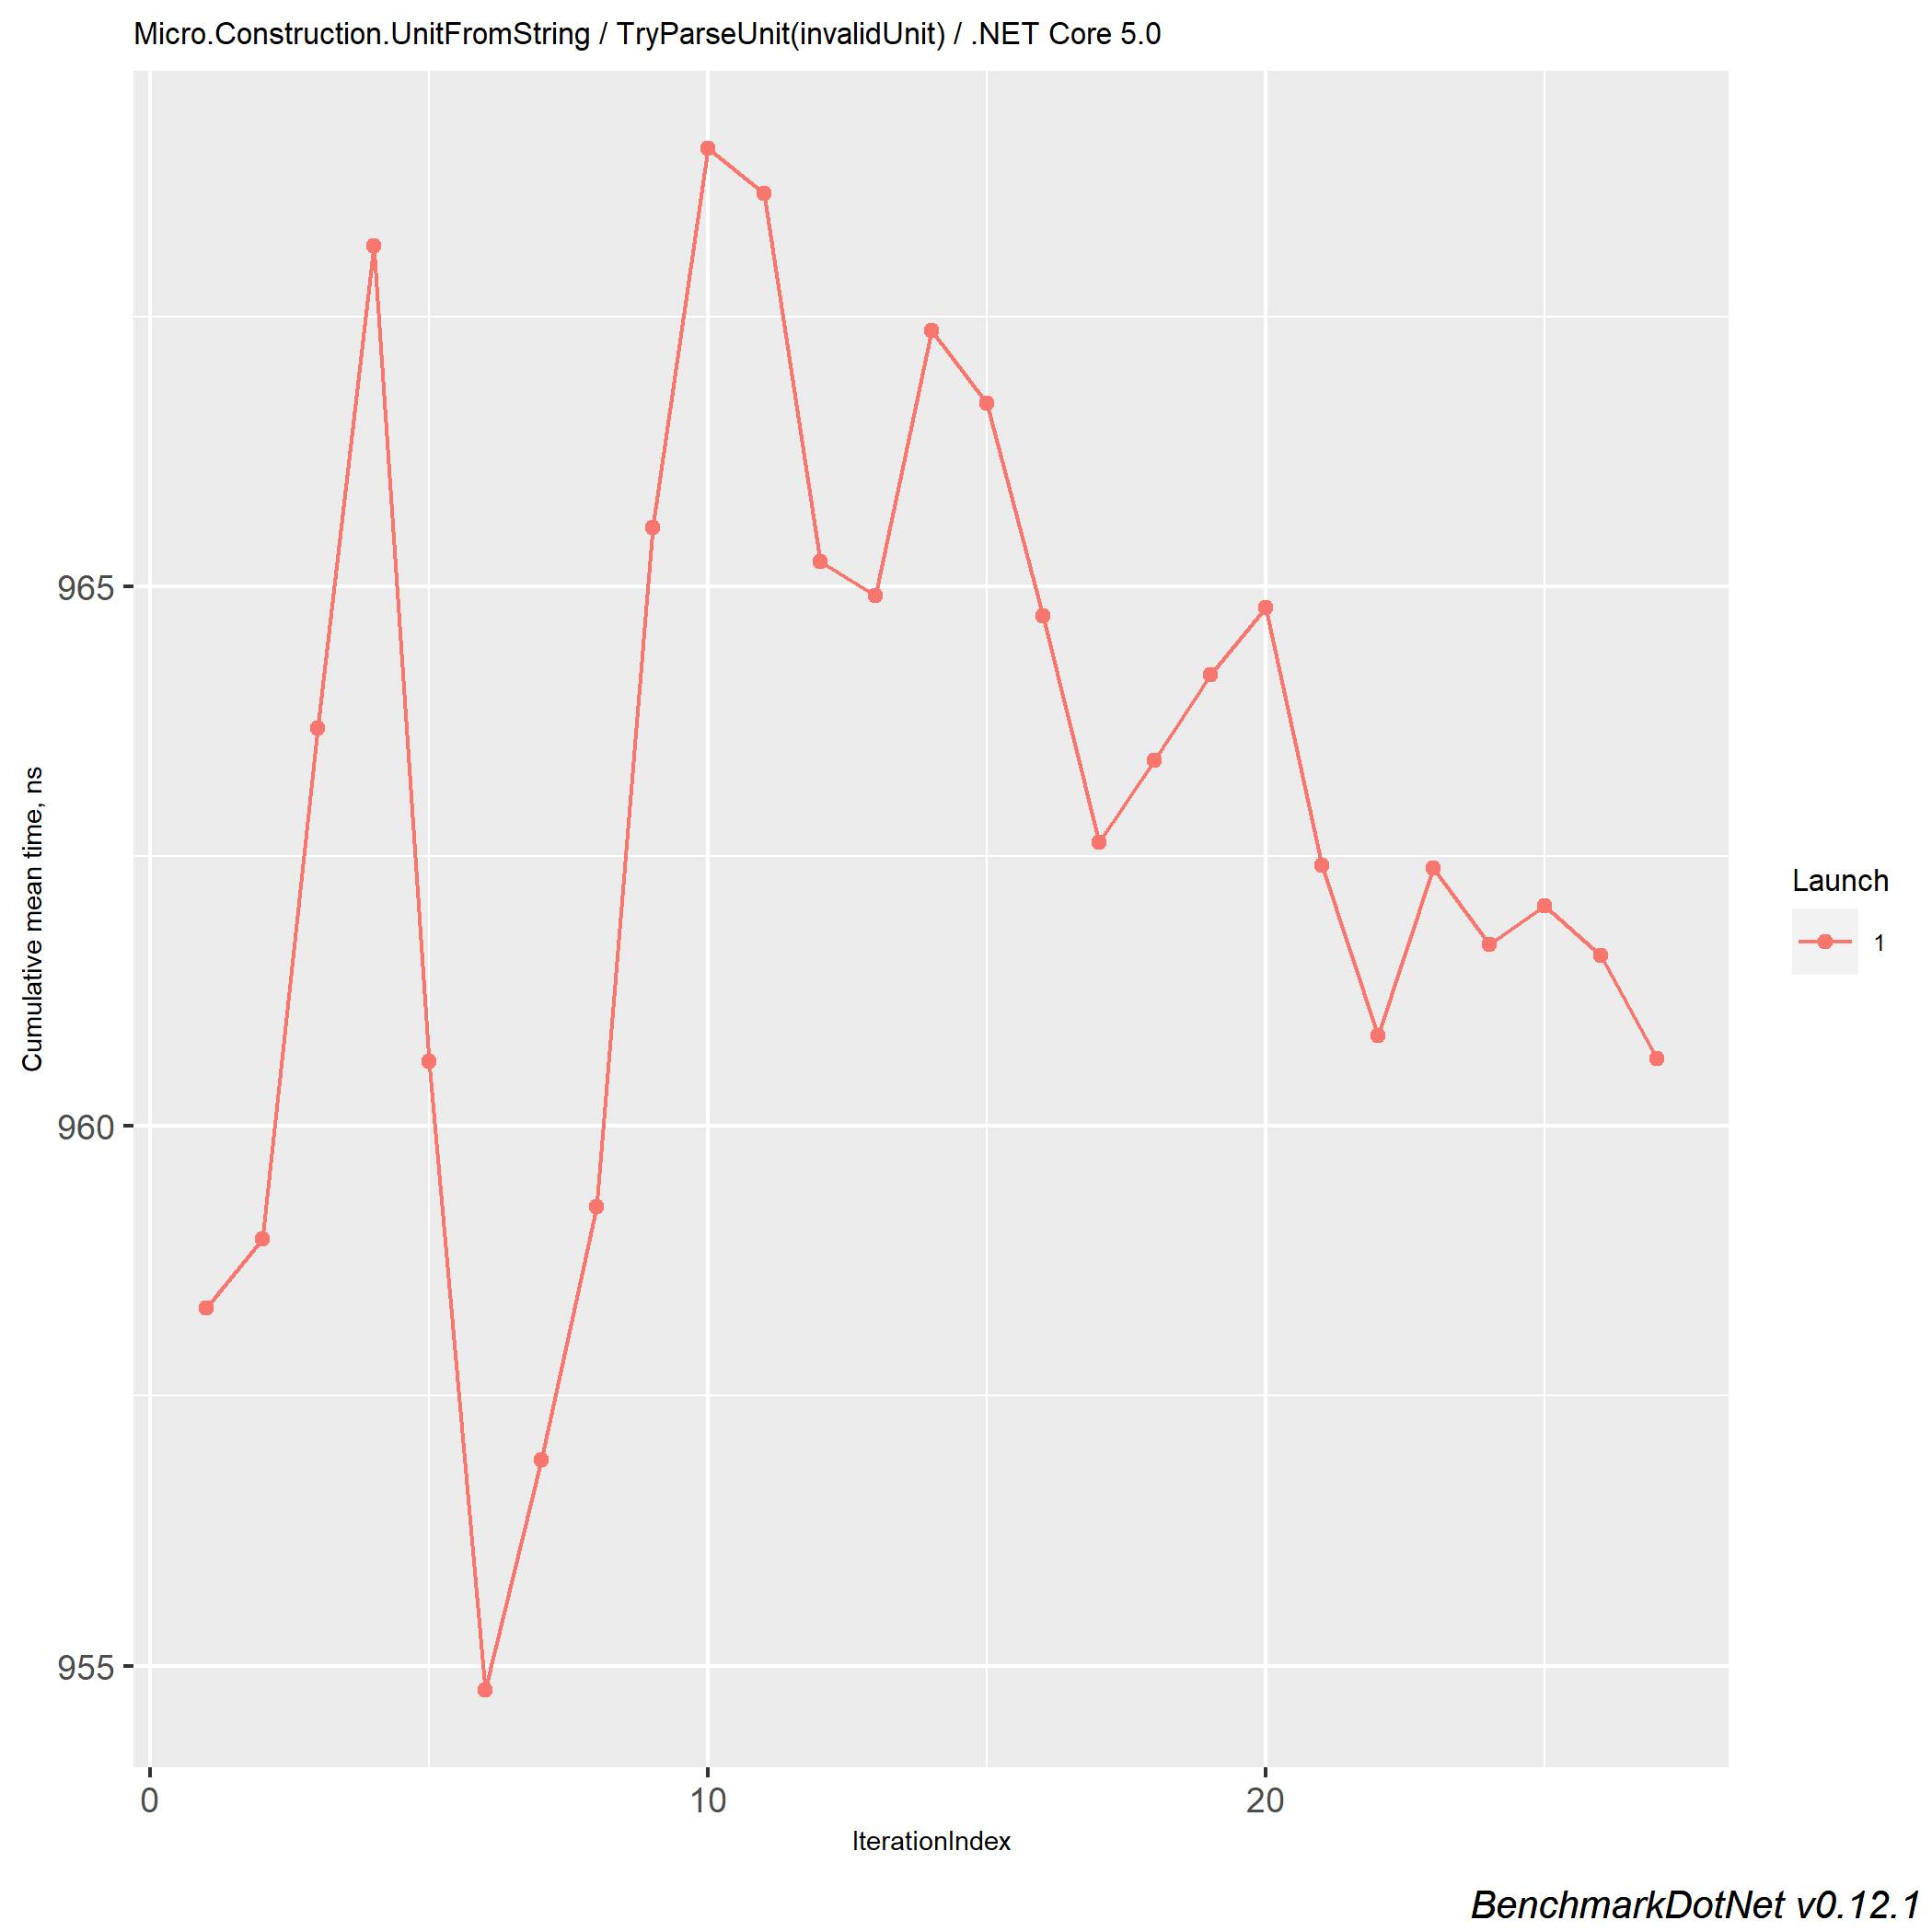 Micro.Construction.UnitFromString / TryParseUnit(invalidUnit) / .NET Core 5.0
Cumulative mean time, ns
965
960
955
0 10 20
IterationIndex
Launch
1
BenchmarkDotNet v0.12.1